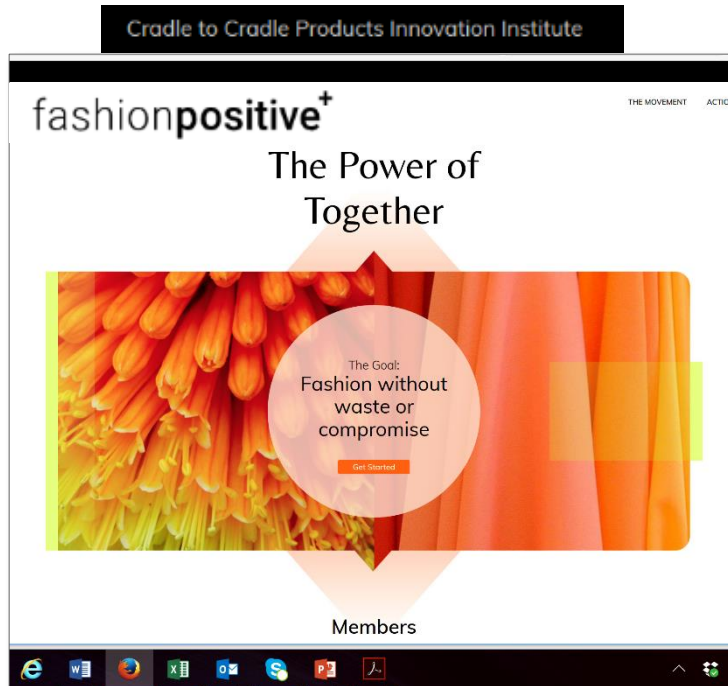 Cradle to Cradle Products Innovation Institute
fashionpositive+
THE MOVEMENT
The Power of
Together
The Goal:
Fashion without
waste or
compromise
Get Started
Members